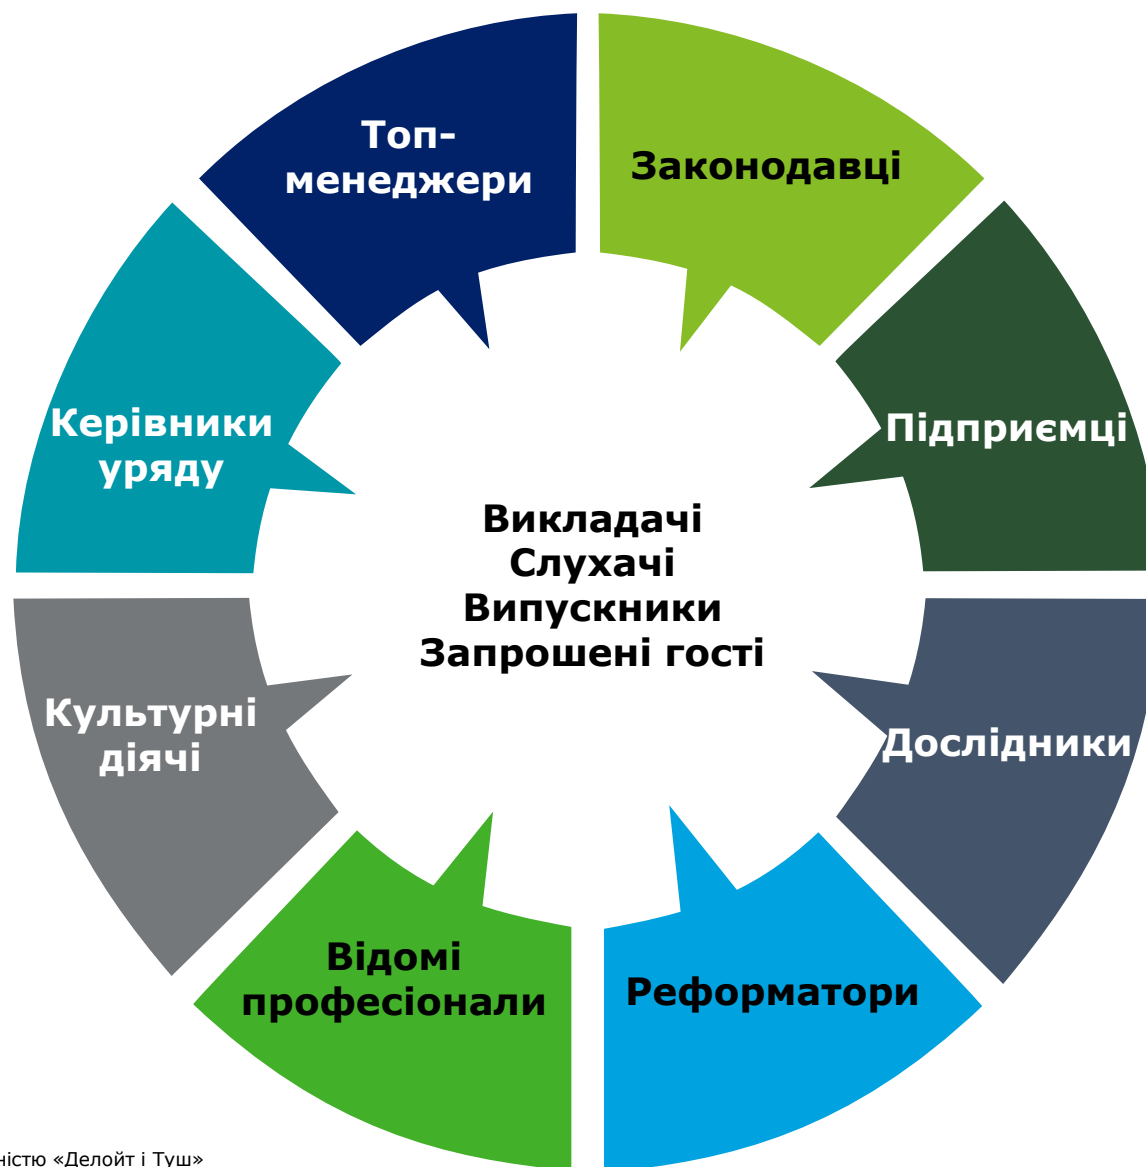 Топ-
менеджери
Законодавці
Керівники
уряду
Підприємці
Викладачі
Слухачі
Випускники
Запрошені гості
Культурні
діячі
Дослідники
Відомі
професіонали
Реформатори
ністю «Делойт і Туш»